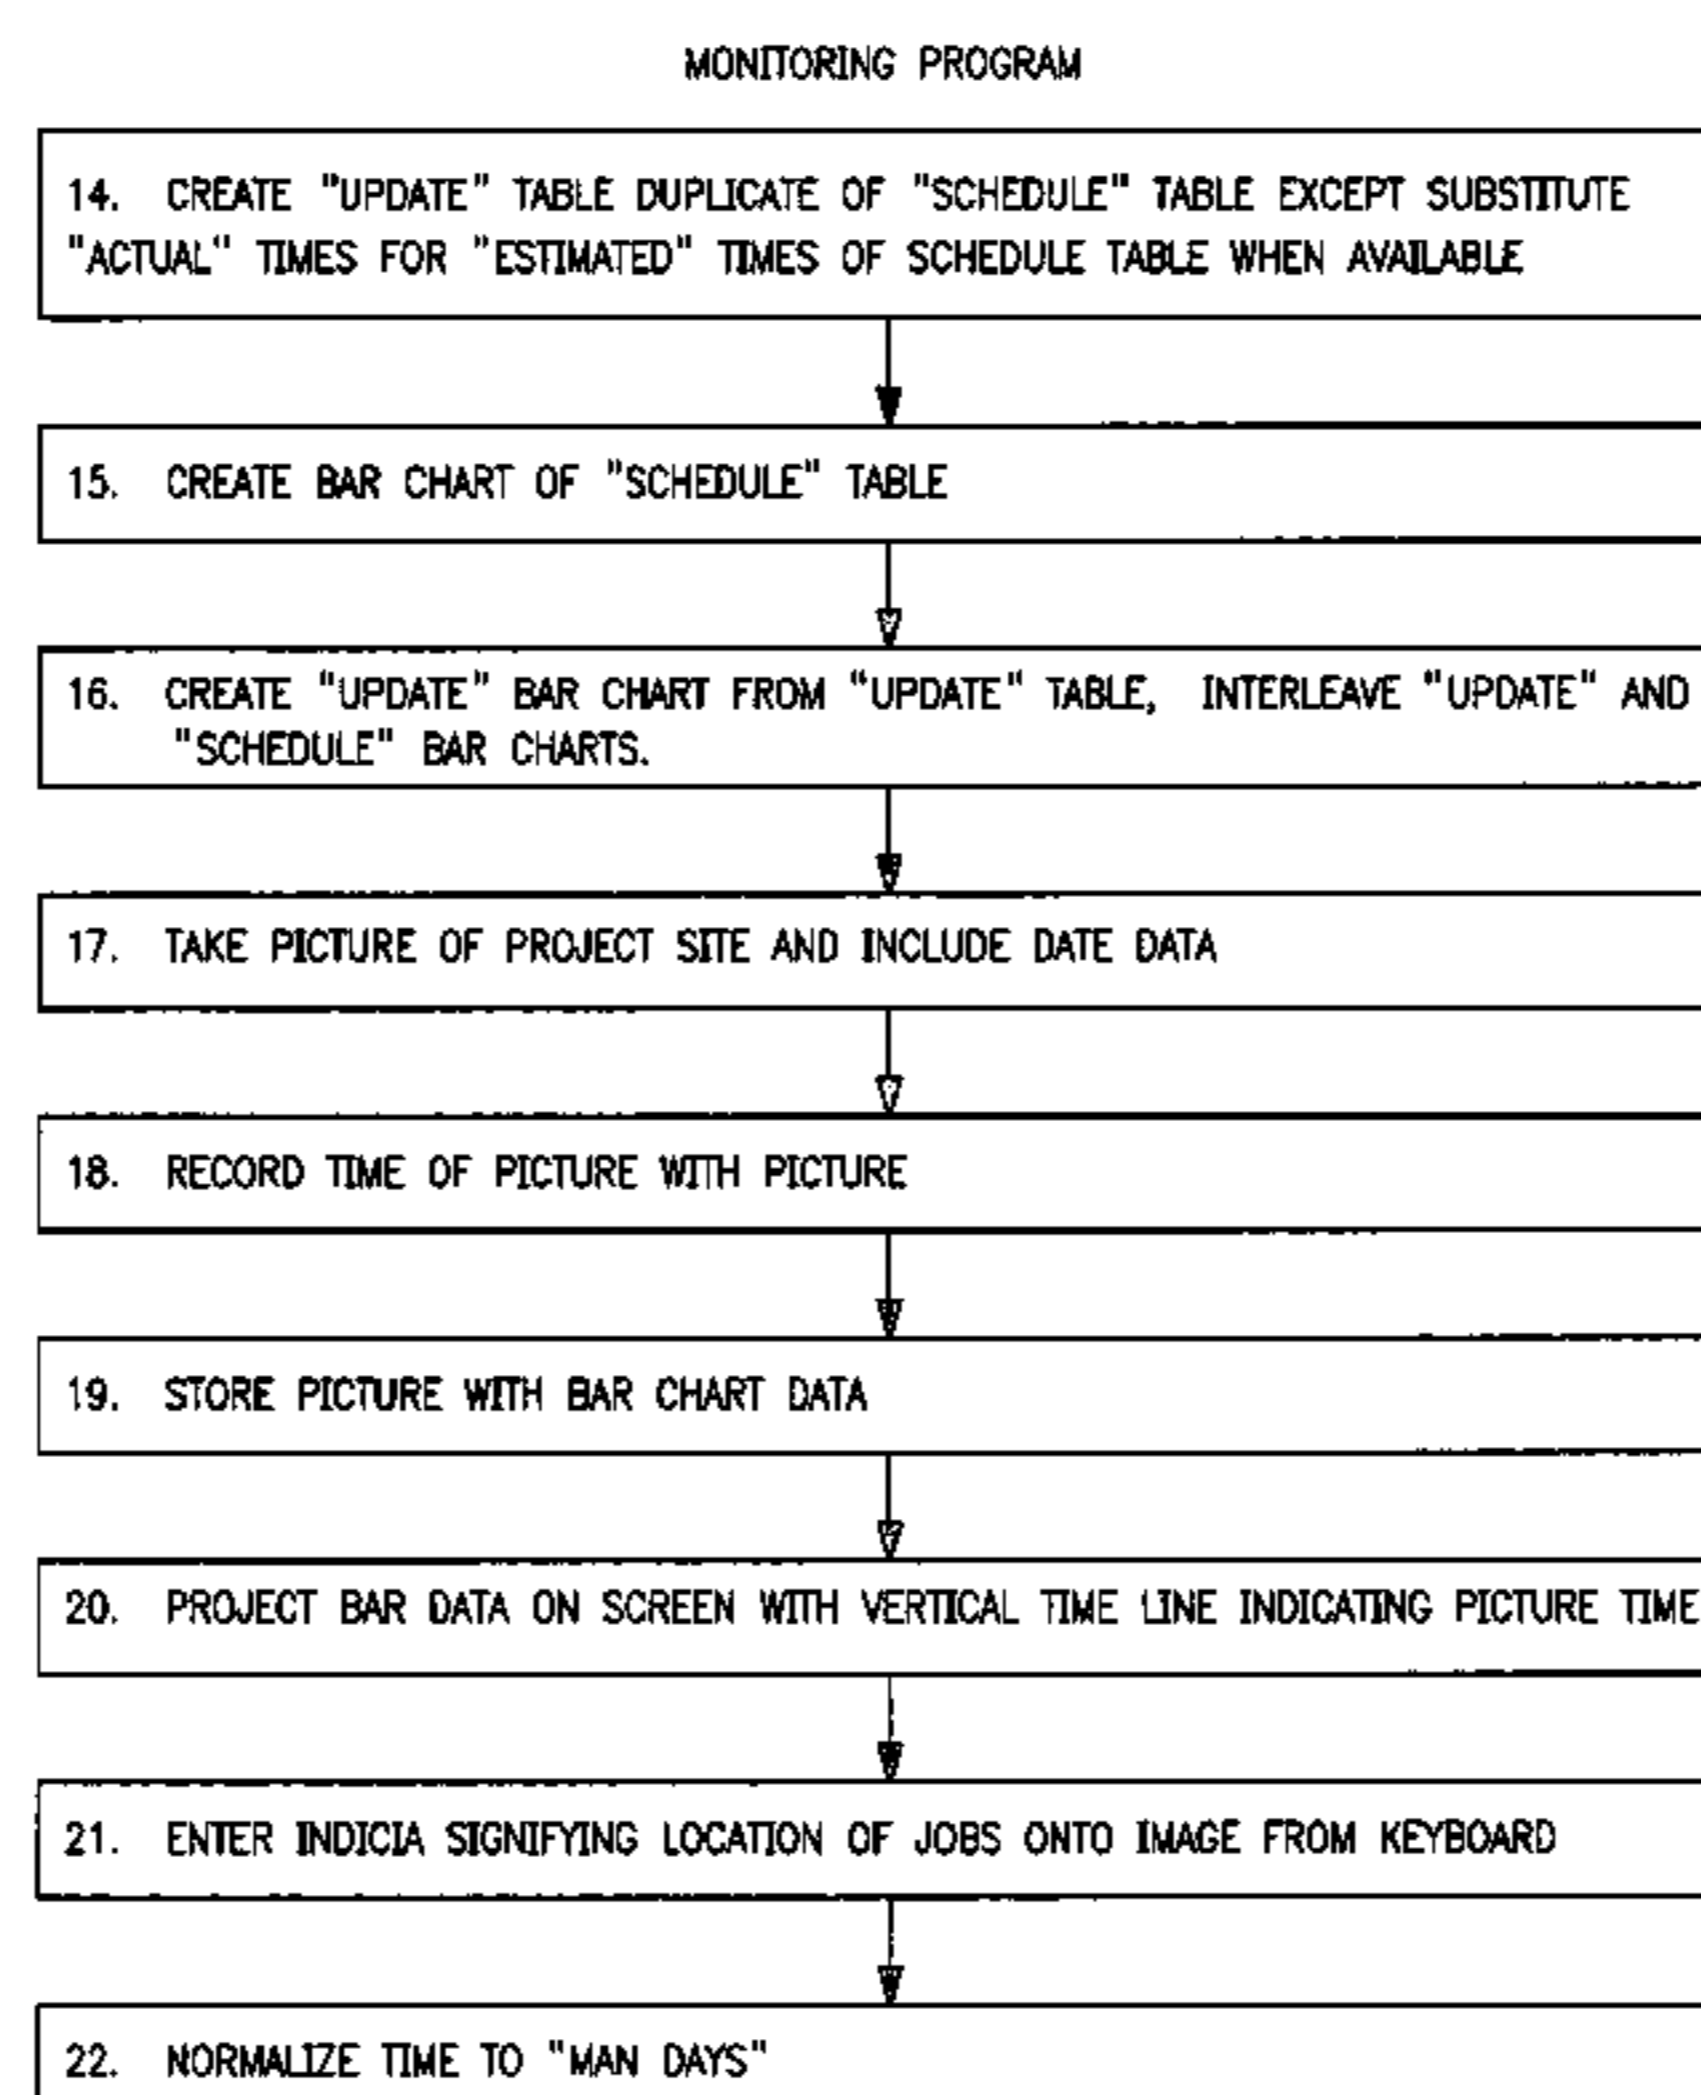 MONITORING PROGRAM
14. CREATE "UPDATE" TABLE DUPLICATE OF "SCHEDULE" TABLE EXCEPT SUBSTITUTE
"ACTUAL" TIMES FOR "ESTIMATED" TIMES OF SCHEDULE TABLE WHEN AVAILABLE
15. CREATE BAR CHART OF "SCHEDULE" TABLE
16. CREATE "UPDATE" BAR CHART FROM "UPDATE" TABLE, INTERLEAVE "UPDATE" AND
"SCHEDULE" BAR CHARTS.
17. TAKE PICTURE OF PROJECT SITE AND INCLUDE DATE DATA
18. RECORD TIME OF PICTURE WITH PICTURE
19. STORE PICTURE WITH BAR CHART DATA
20. PROJECT BAR DATA ON SCREEN WITH VERTICAL TIME LINE INDICATING PICTURE TIME
21. ENTER INDICIA SIGNIFYING LOCATION OF JOBS ONTO IMAGE FROM KEYBOARD
22. NORMALIZE TIME TO "MAN DAYS"